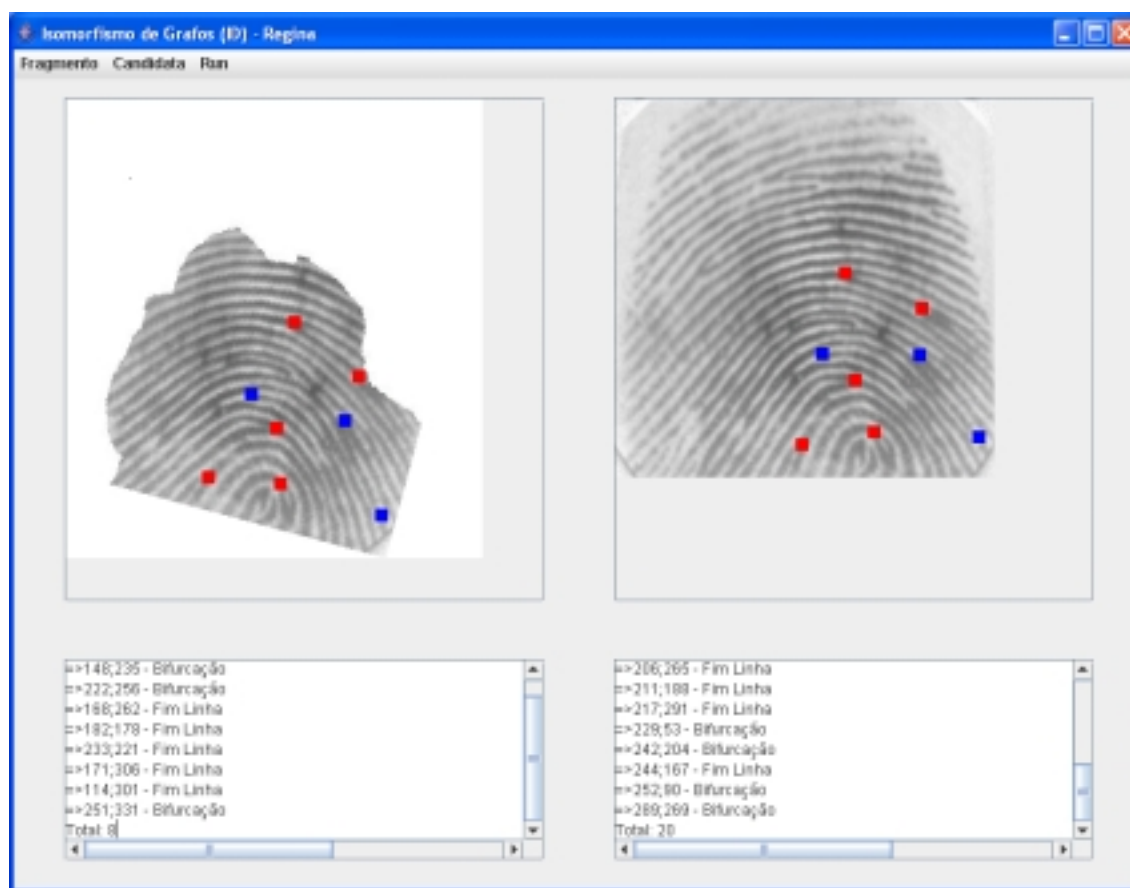 Isomorfismo de Grafos (ID) - Regina
Fragmento Candidata Run
=>148;235 - Bifurcação
=>222;256 - Bifurcação
=>168;262 - Fim Linha
=>182;178 - Fim Linha
=>233;221 - Fim Linha
=>171;306 - Fim Linha
=>114;301 - Fim Linha
=>251;331 - Bifurcação
Total: 8
=>206;265 - Fim Linha
=>211;188 - Fim Linha
=>217;291 - Fim Linha
=>229;53 - Bifurcação
=>242;204 - Bifurcação
=>244;167 - Fim Linha
=>252;90 - Bifurcação
=>289;269 - Bifurcação
Total: 20